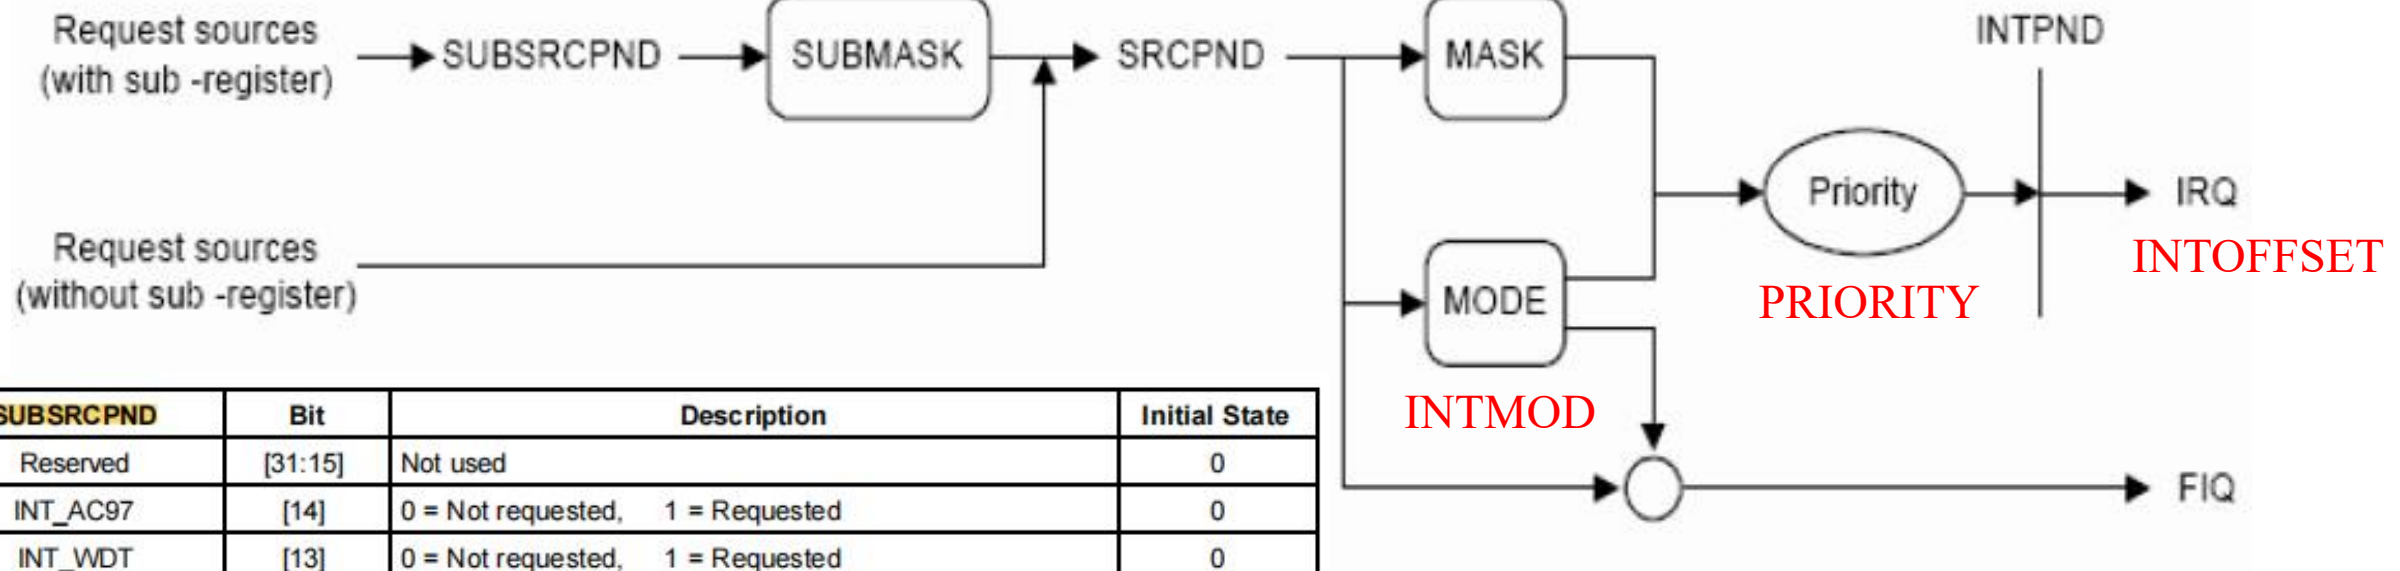 Request sources
(with sub -register)
SUBSRCPND
SUBMASK
SRCPND
MASK
INTPND
Priority
IRQ
INTOFFSET
Request sources
(without sub -register)
MODE
PRIORITY
INTMOD
FIQ
SUBSRCPND Bit Description Initial State
Reserved [31:15] Not used 0
INT_AC97 [14] 0 = Not requested, 1 = Requested 0
INT_WDT [13] 0 = Not requested, 1 = Requested 0